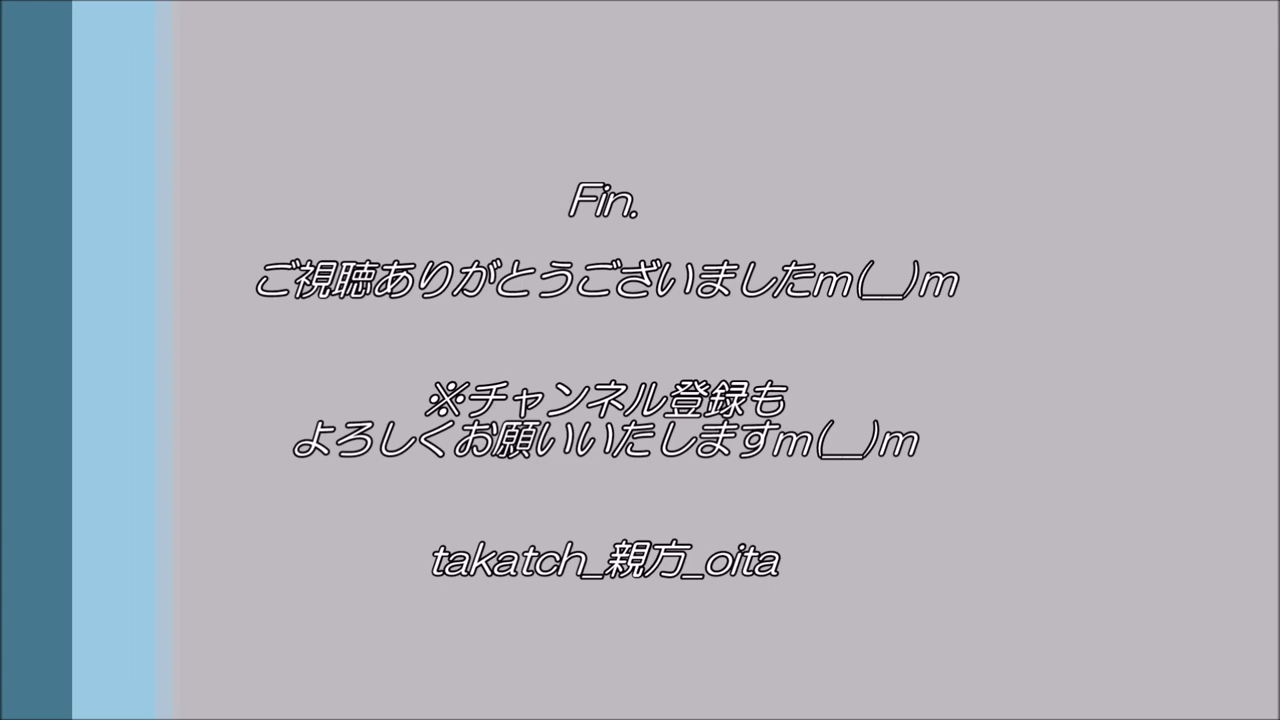 Fin.
ご視聴ありがとうございましたm(__)m
※チャンネル登録も
よろしくお願いいたしますm(__)m
takatch_親方_oita